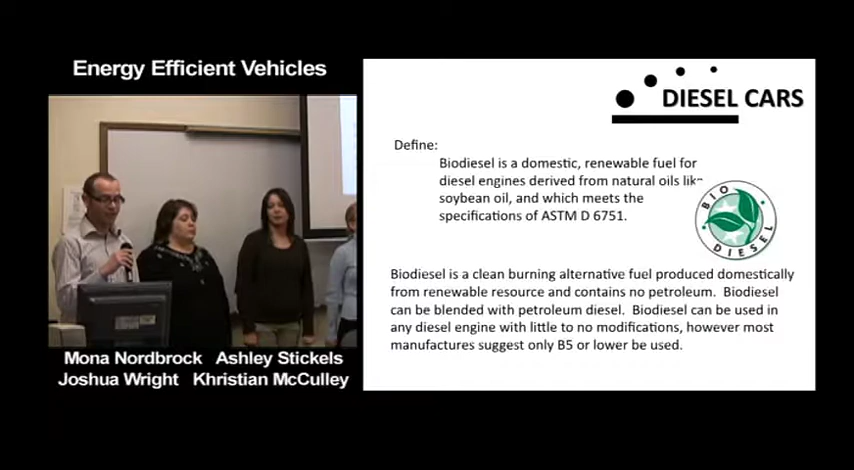 Energy Efficient Vehicles
Mona Nordbrock Ashley Stickels
Joshua Wright Khristian McCulley
DIESEL CARS
Define:
Biodiesel is a domestic, renewable fuel for
diesel engines derived from natural oils like
soybean oil, and which meets the
specifications of ASTM D 6751.
BIO
DIESEL
Biodiesel is a clean burning alternative fuel produced domestically
from renewable resource and contains no petroleum. Biodiesel
can be blended with petroleum diesel. Biodiesel can be used in
any diesel engine with little to no modifications, however most
manufactures suggest only B5 or lower be used.